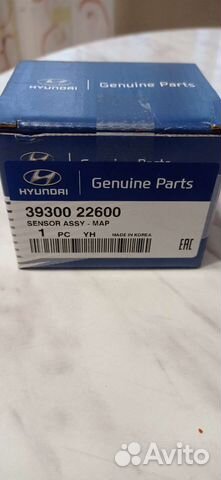 HYUNDAI Genuine Parts
HYUNDAI Genuine Parts
39300 22600
SENSOR ASSY - MAP
1 PC YH MADE IN KOREA
EAC
Avito